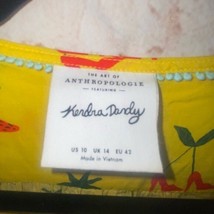 THE ART OF
ANTHROPOLOGIE
FEATURING
Kendra Dandy
US 10 UK 14 EU 42
Made in Vietnam